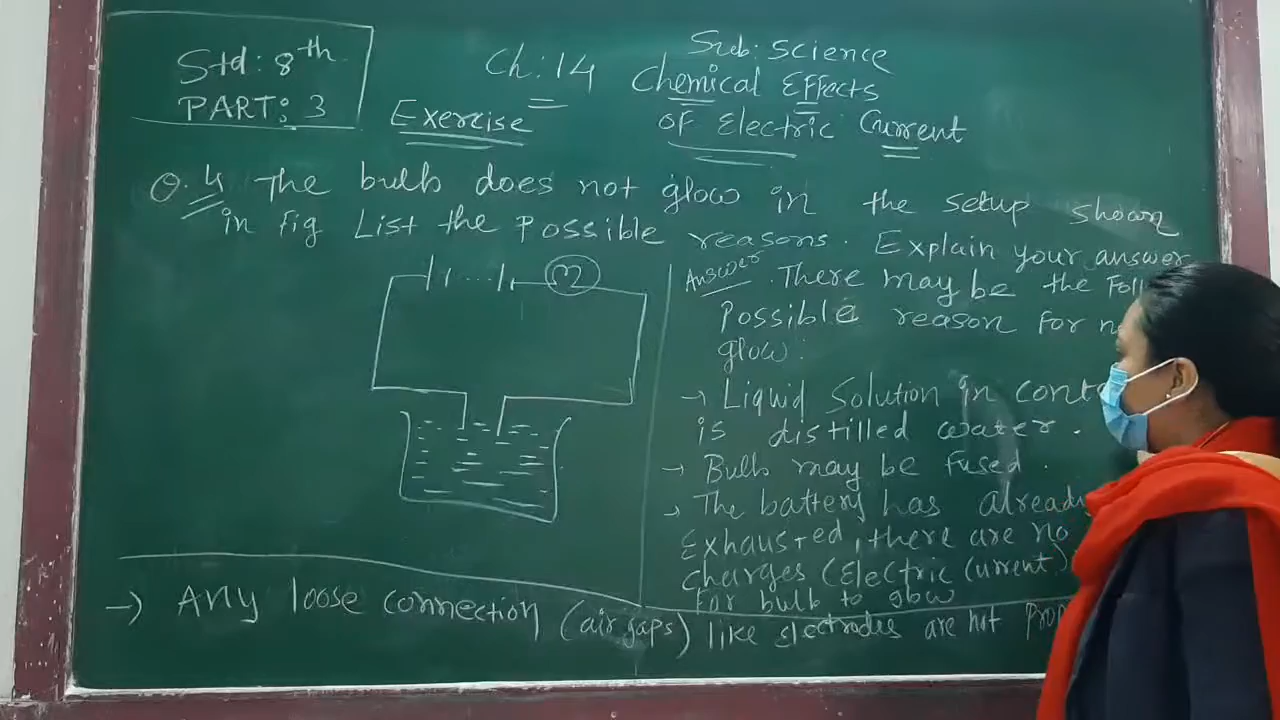 Std: 8th
PART: 3
Ch: 14
Exercise
Sub: Science
Chemical Effects
OF Electric Current
Q. 4 The bulb does not glow in the setup shown
in fig List the Possible reasons. Explain your answer
Answer. There may be the
Possible reason For
glow:
→ Liquid Solution in
is distilled water.
→ Bulb may be Fused.
→ The battery has already
Exhausted, there are no
charges (Electric Current)
For bulb to glow
→ Any loose connection (air gaps) like electrodes are not